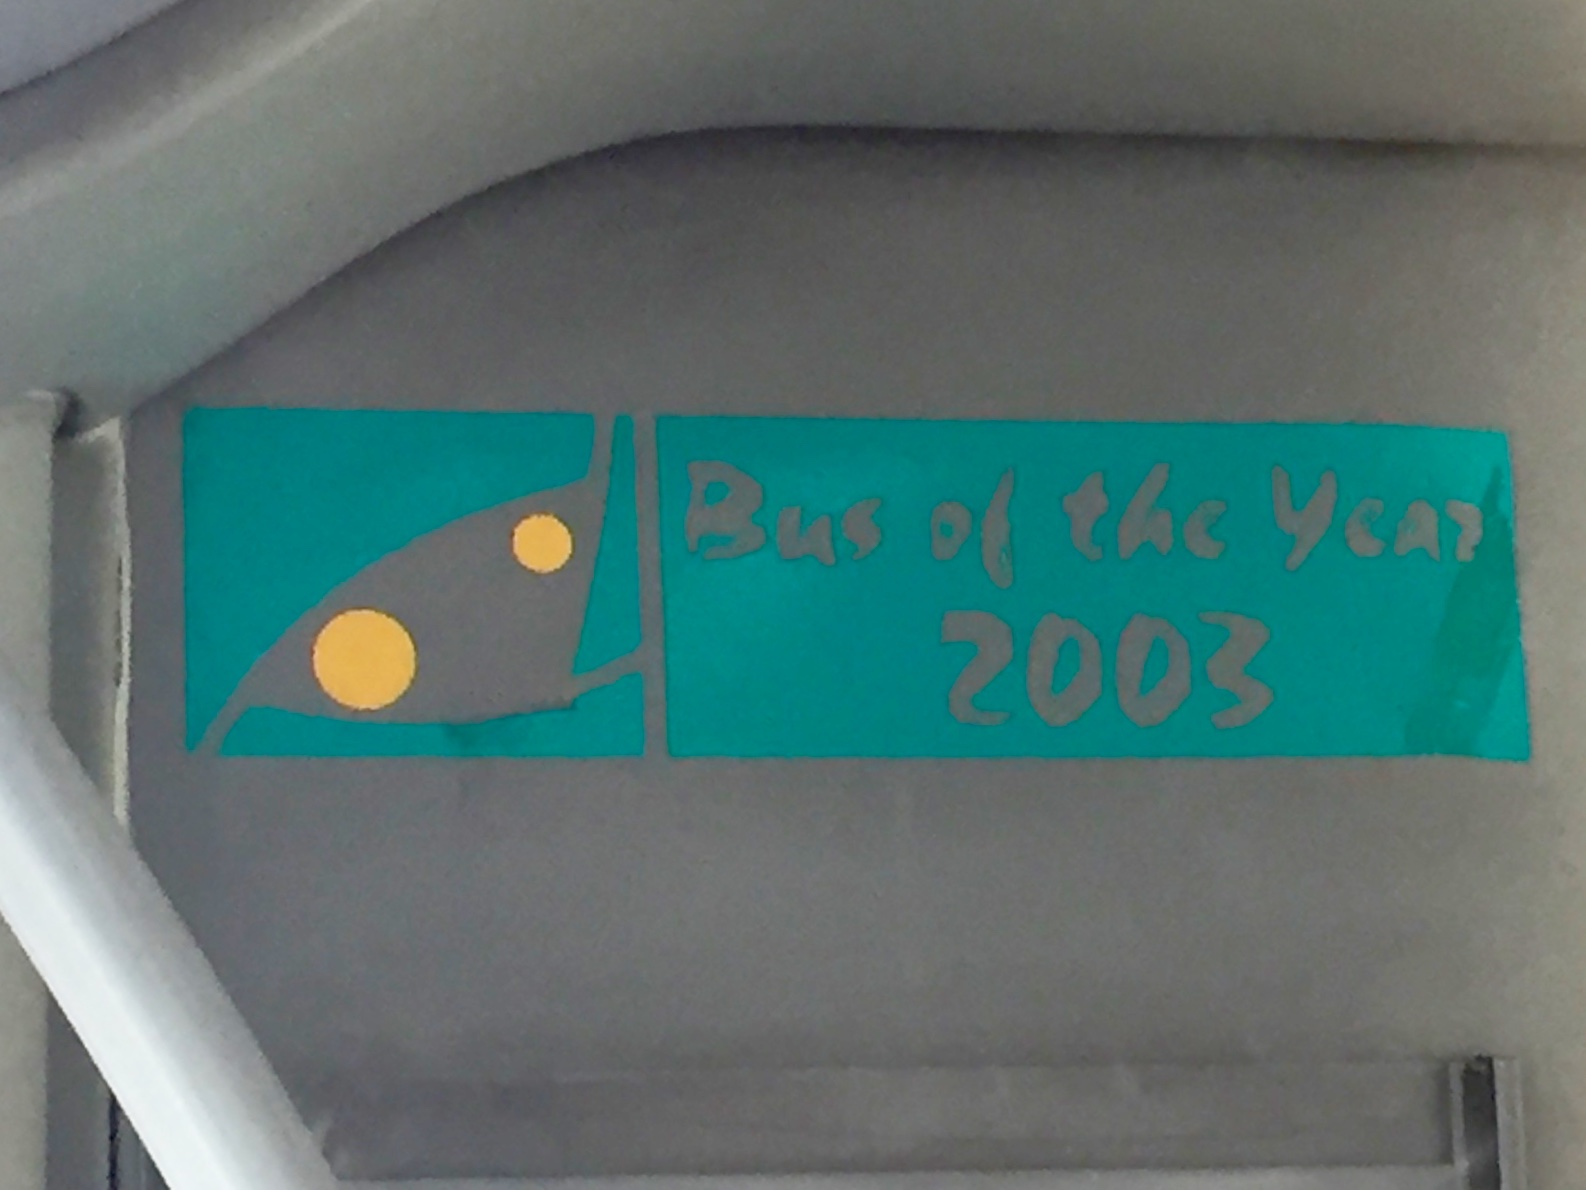 Bus of the Year
2003